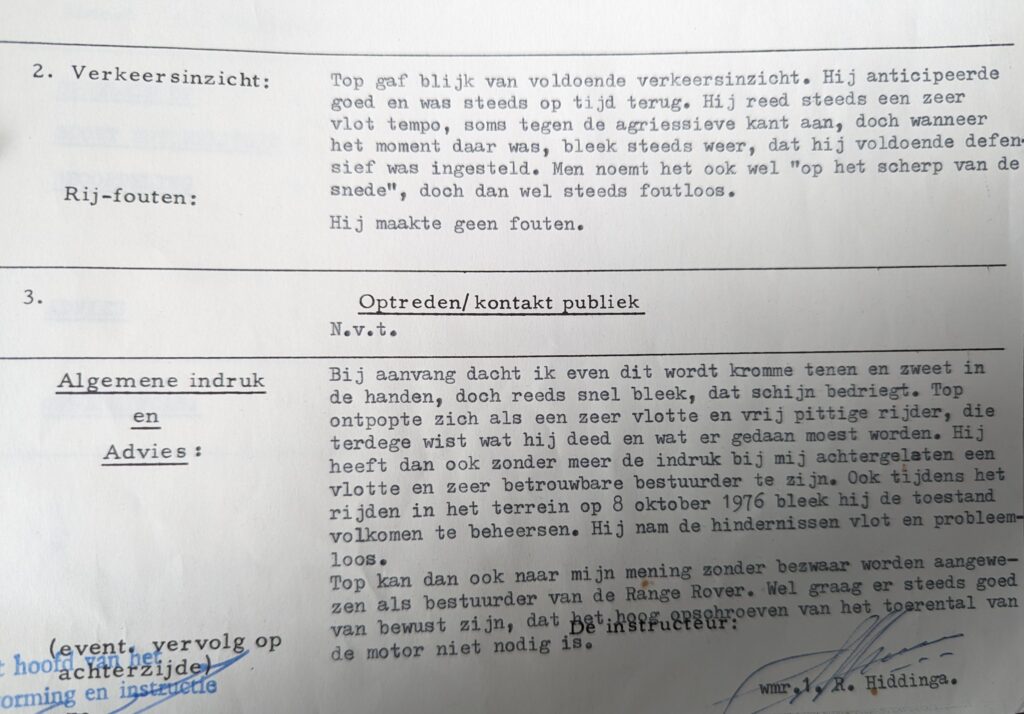 2. Verkeersinzicht:
Top gaf blijk van voldoende verkeersinzicht. Hij anticipeerde
goed en was steeds op tijd terug. Hij reed steeds een zeer
vlot tempo, soms tegen de agriessieve kant aan, doch wanneer
het moment daar was, bleek steeds weer, dat hij voldoende defen-
sief was ingesteld. Men noemt het ook wel "op het scherp van de
snede", doch dan wel steeds foutloos.
Rij-fouten:
Hij maakte geen fouten.
3.
Optreden/kontakt publiek
N.v.t.
Algemene indruk
en
Advies:
Bij aanvang dacht ik even dit wordt kromme tenen en zweet in
de handen, doch reeds snel bleek, dat schijn bedriegt. Top
ontpopte zich als een zeer vlotte en vrij pittige rijder, die
terdege wist wat hij deed en wat er gedaan moest worden. Hij
heeft dan ook zonder meer de indruk bij mij achtergelaten een
vlotte en zeer betrouwbare bestuurder te zijn. Ook tijdens het
rijden in het terrein op 8 oktober 1976 bleek hij de toestand
volkomen te beheersen. Hij nam de hindernissen vlot en probleem-
loos.
Top kan dan ook naar mijn mening zonder bezwaar worden aangewe-
zen als bestuurder van de Range Rover. Wel graag er steeds goed
van bewust zijn, dat het hoog opschroeven van het toerental van
de motor niet nodig is.
De instructeur:
(event. vervolg op
achterzijde)
t hoofd van het
orming en instructie
wmr.1. R. Hiddinga.